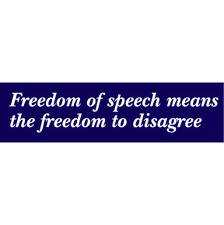 Freedom of speech means
the freedom to disagree